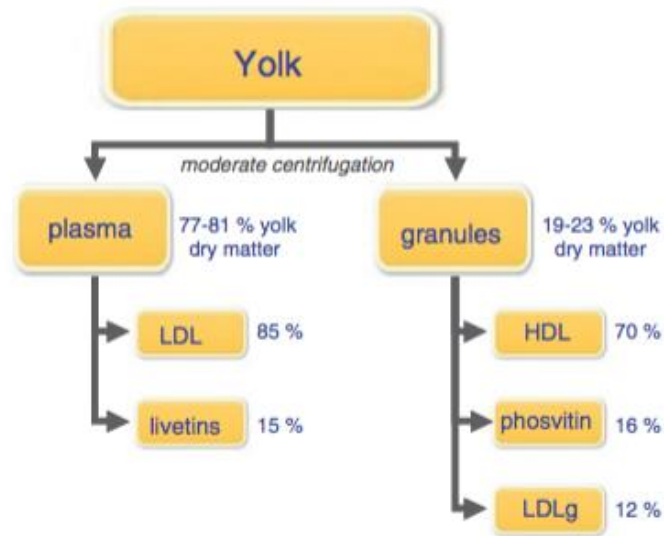 Yolk
moderate centrifugation
plasma
77-81 % yolk
dry matter
granules
19-23 % yolk
dry matter
LDL
85 %
HDL
70 %
livetins
15 %
phosvitin
16 %
LDLg
12 %